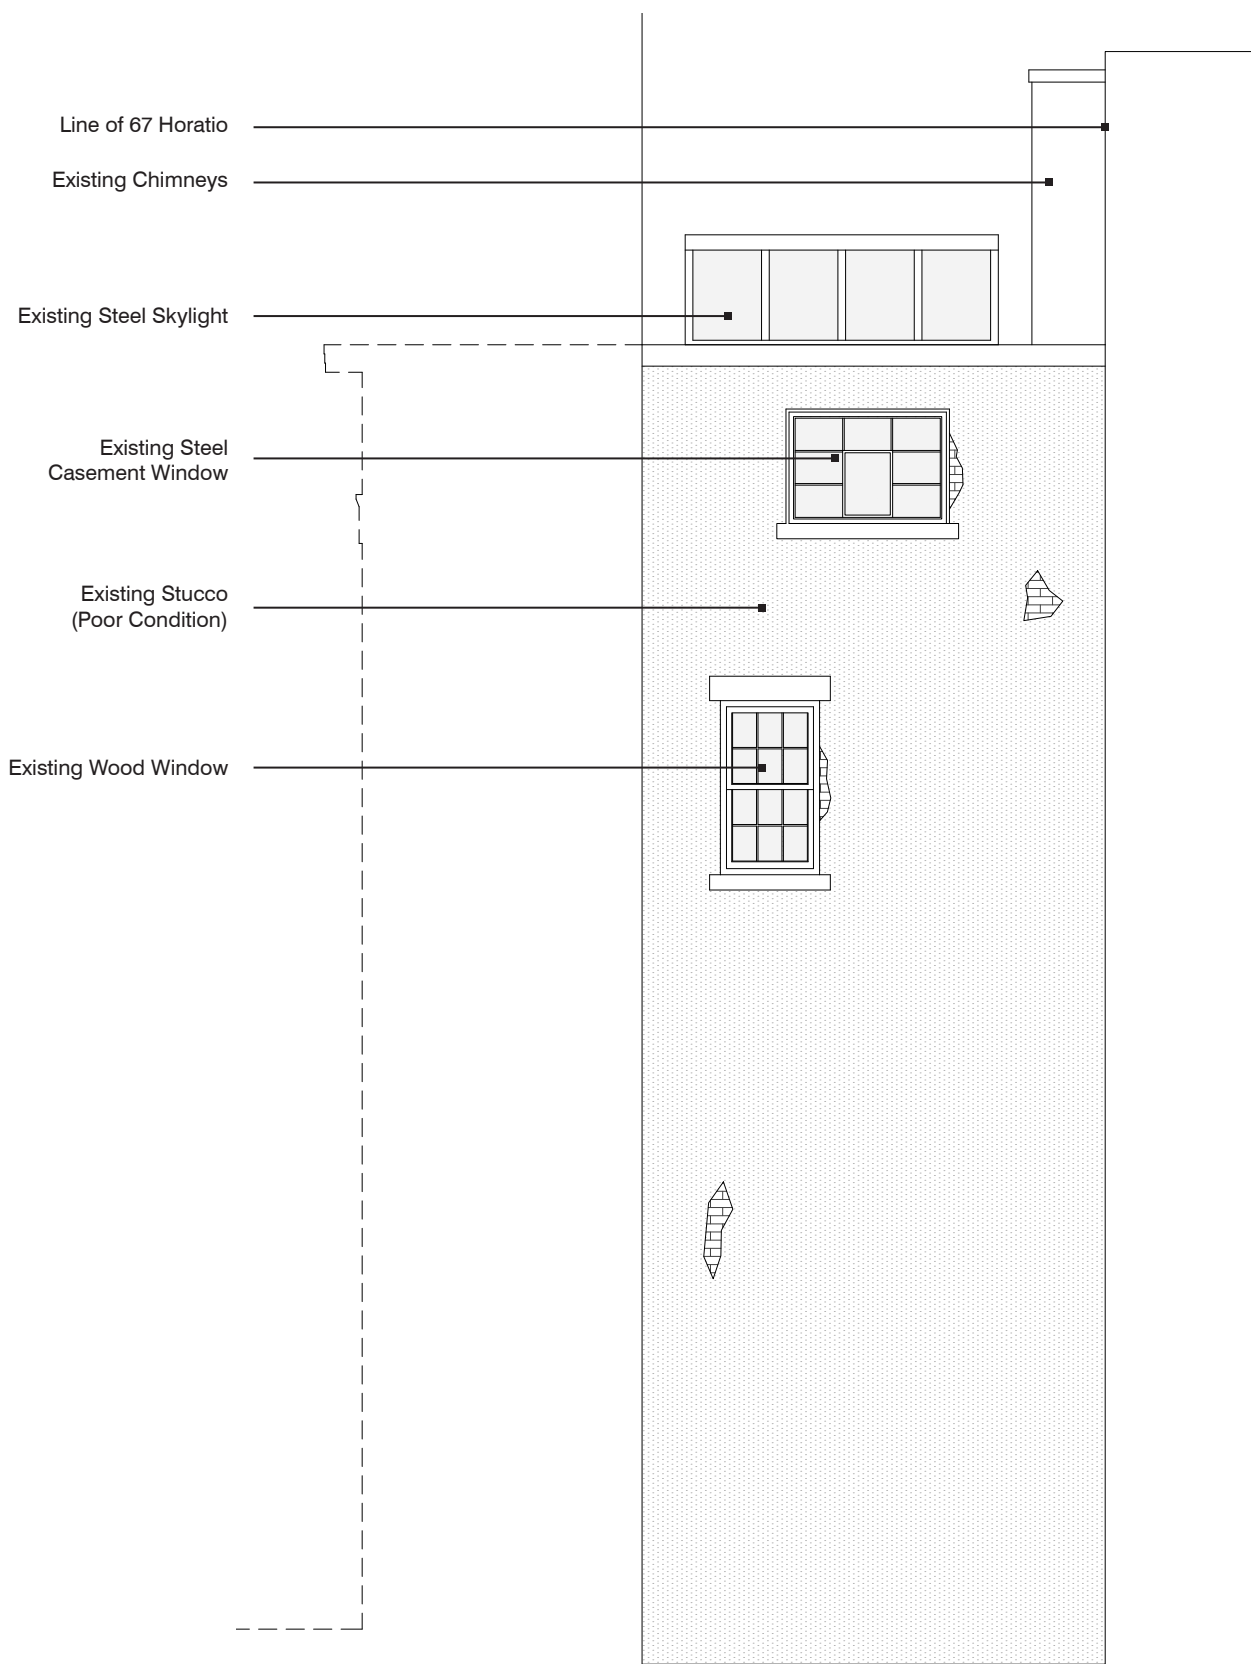 Line of 67 Horatio
Existing Chimneys
Existing Steel Skylight
Existing Steel
Casement Window
Existing Stucco
(Poor Condition)
Existing Wood Window